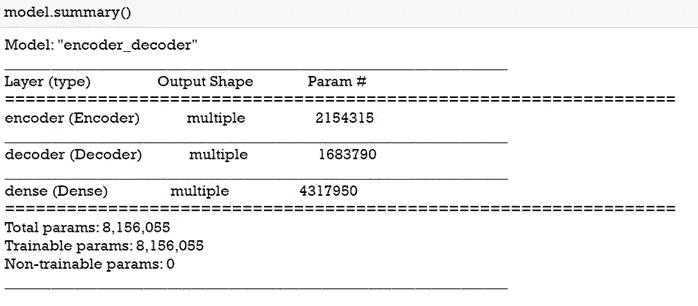 model.summary()
Model: "encoder_decoder"
Layer (type) Output Shape Param #
=================================================================
encoder (Encoder) multiple 2154315
decoder (Decoder) multiple 1683790
dense (Dense) multiple 4317950
=================================================================
Total params: 8,156,055
Trainable params: 8,156,055
Non-trainable params: 0